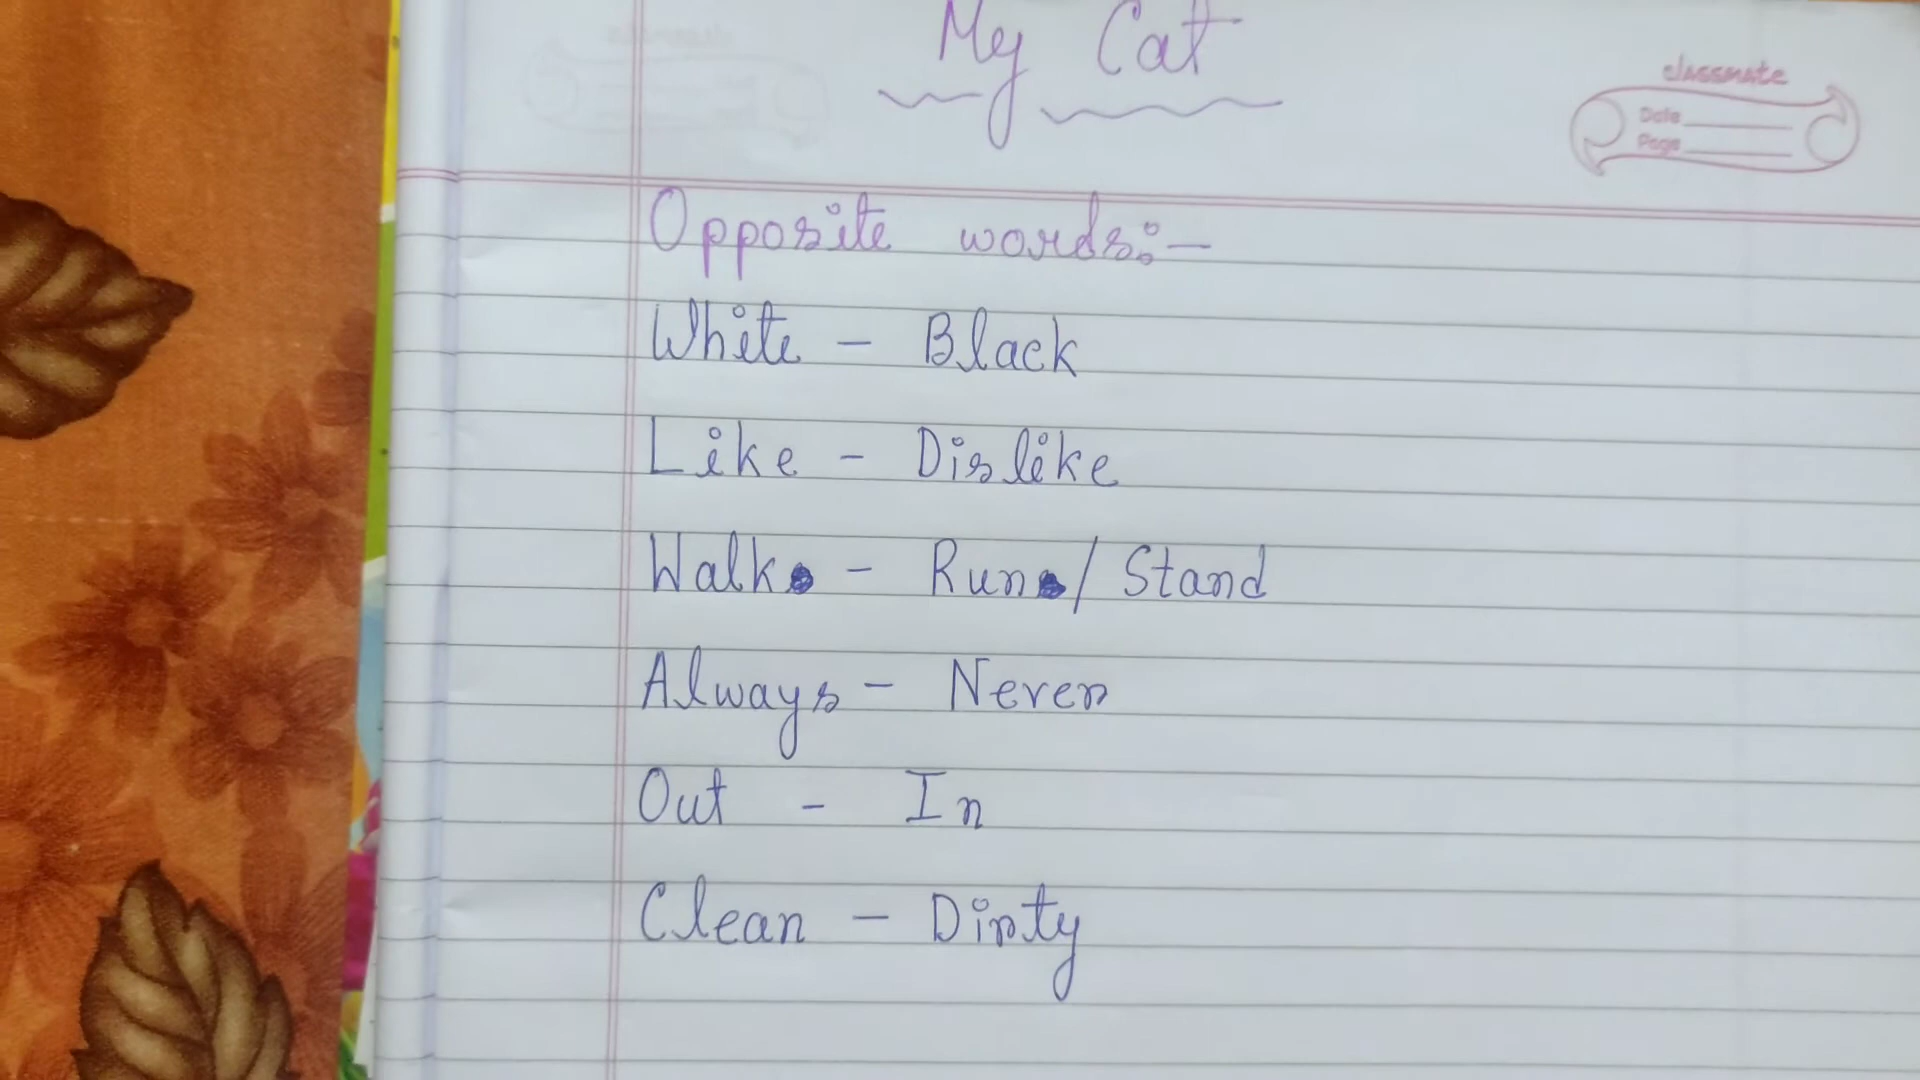 My Cat
classmate
Date
Page
Opposite words:-
White - Black
Like - Dislike
Walk - Run / Stand
Always - Never
Out - In
Clean - Dirty